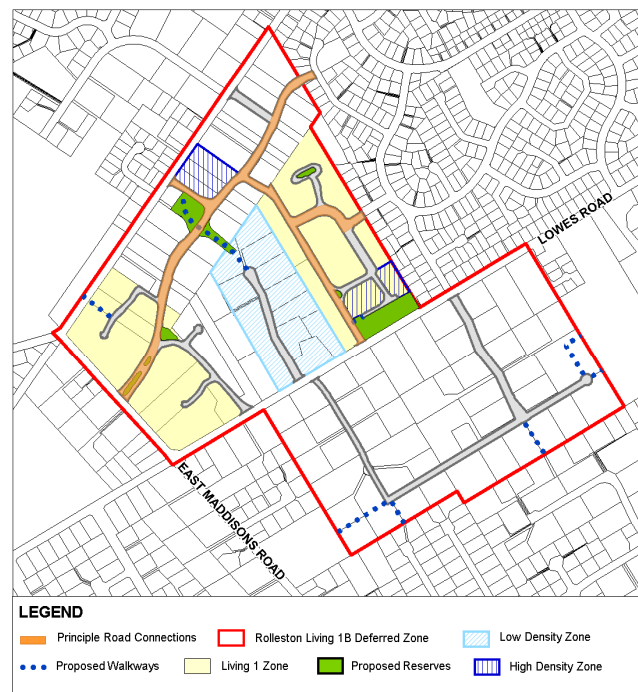 LOWES ROAD
EAST MADDISONS ROAD
LEGEND
Principle Road Connections
Rolleston Living 1B Deferred Zone
Low Density Zone
Proposed Walkways
Living 1 Zone
Proposed Reserves
High Density Zone